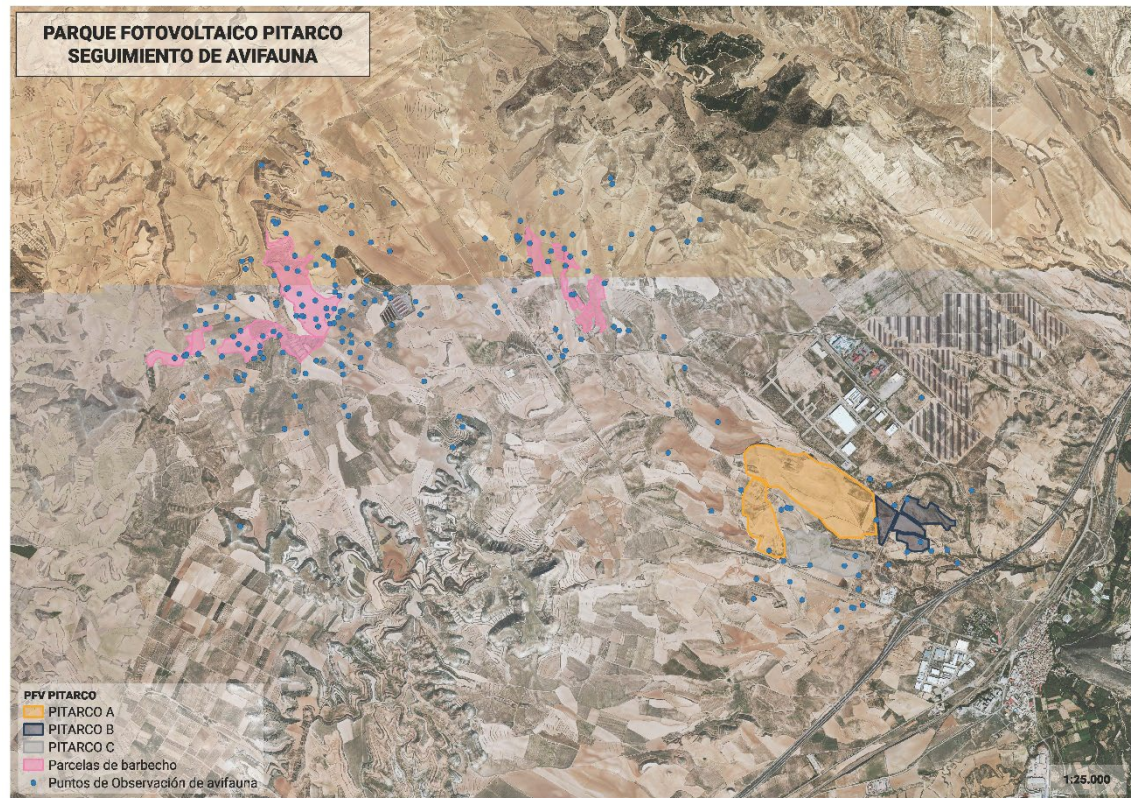 PARQUE FOTOVOLTAICO PITARCO
SEGUIMIENTO DE AVIFAUNA
PFV PITARCO
PITARCO A
PITARCO B
PITARCO C
Parcelas de barbecho
Puntos de Observación de avifauna
1:25.000